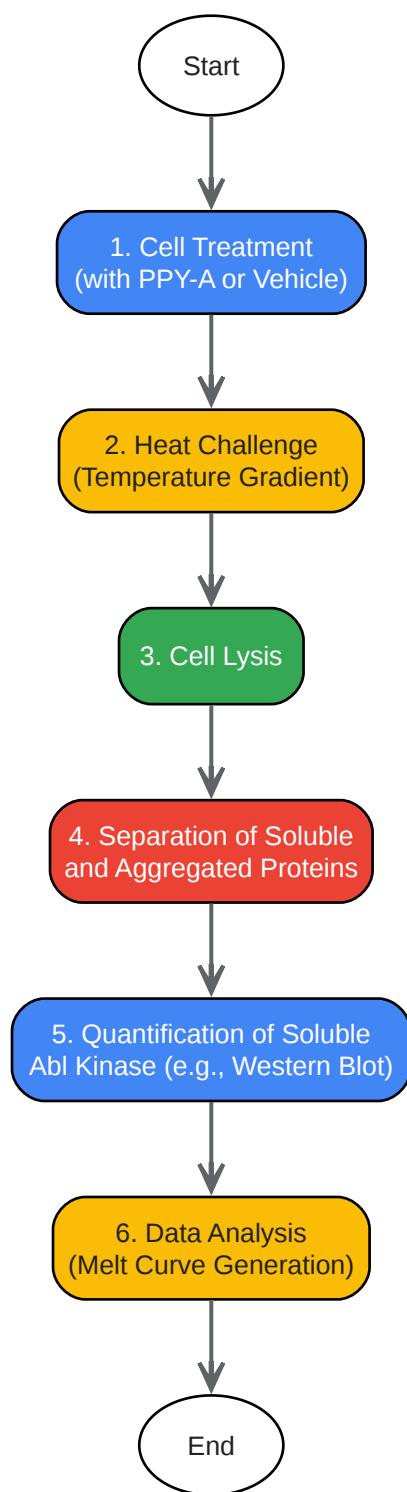 Start
1. Cell Treatment
(with PPY-A or Vehicle)
2. Heat Challenge
(Temperature Gradient)
3. Cell Lysis
4. Separation of Soluble
and Aggregated Proteins
5. Quantification of Soluble
Abl Kinase (e.g., Western Blot)
6. Data Analysis
(Melt Curve Generation)
End